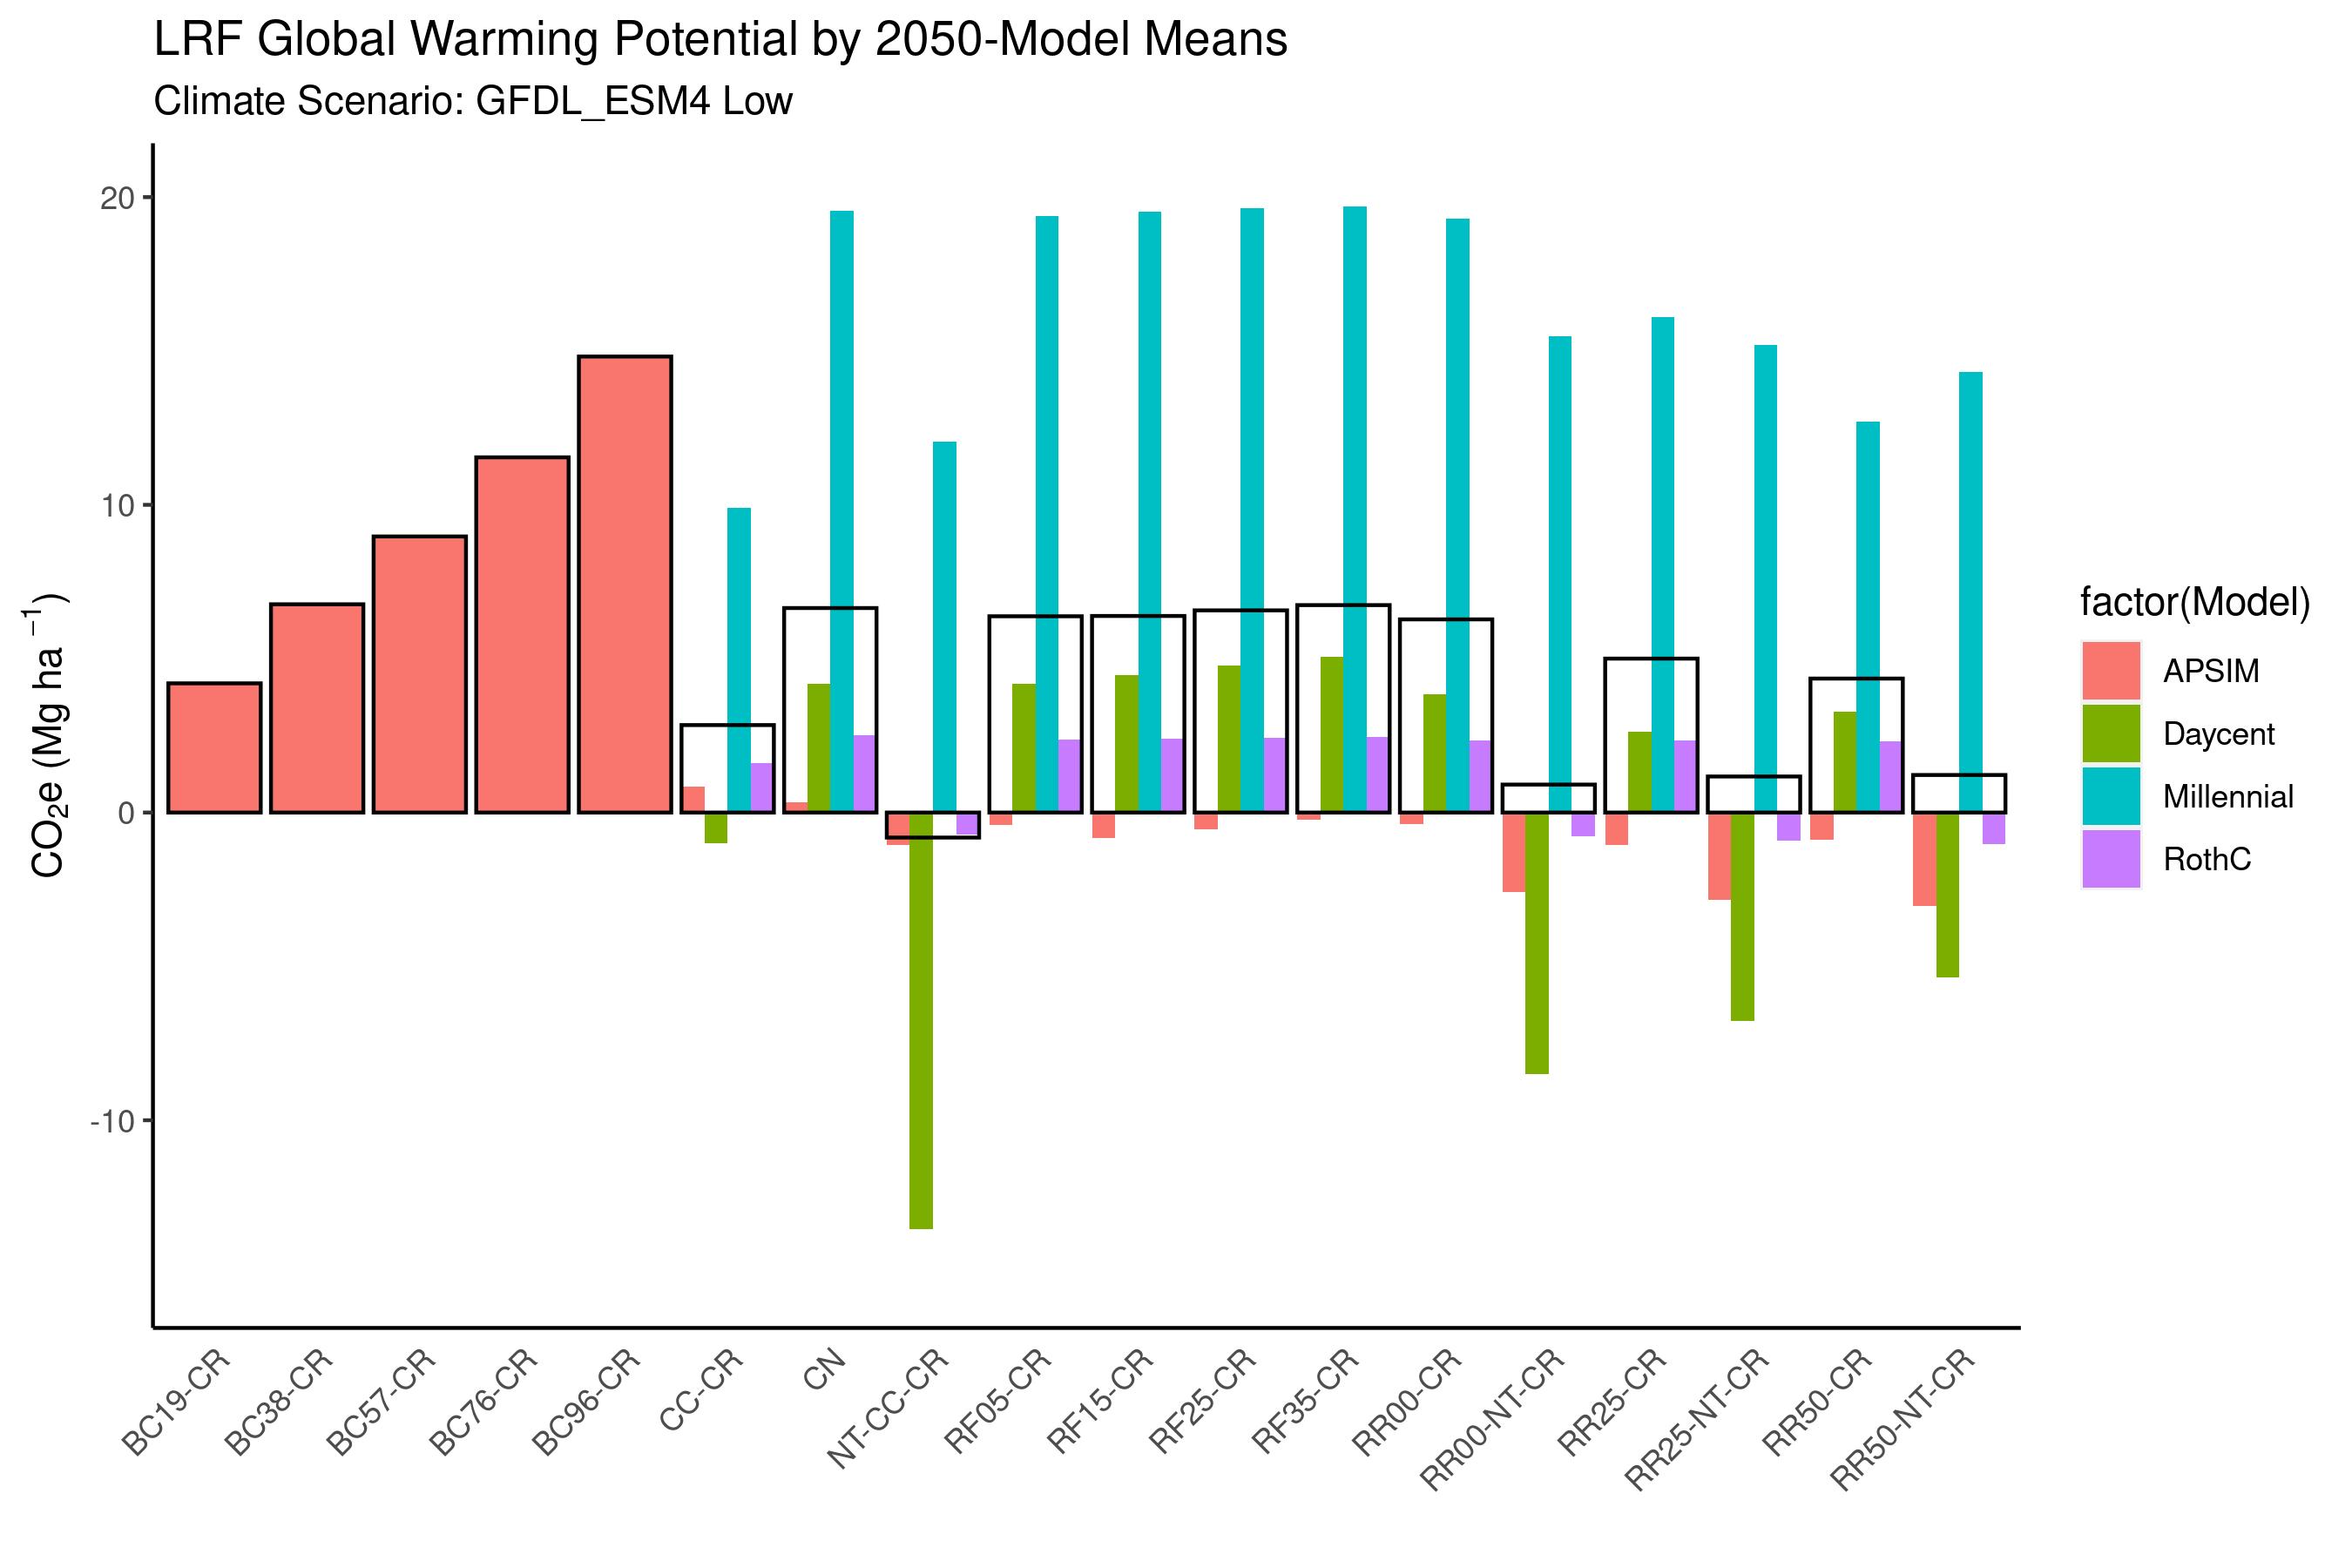 LRF Global Warming Potential by 2050-Model Means
Climate Scenario: GFDL_ESM4 Low
CO₂e (Mg ha ⁻¹)
20
10
0
-10
BC19-CR
BC38-CR
BC57-CR
BC76-CR
BC96-CR
CC-CR
CN
NT-CC-CR
RF05-CR
RF15-CR
RF25-CR
RF35-CR
RR00-CR
RR00-NT-CR
RR25-CR
RR25-NT-CR
RR50-CR
RR50-NT-CR
factor(Model)
APSIM
Daycent
Millennial
RothC